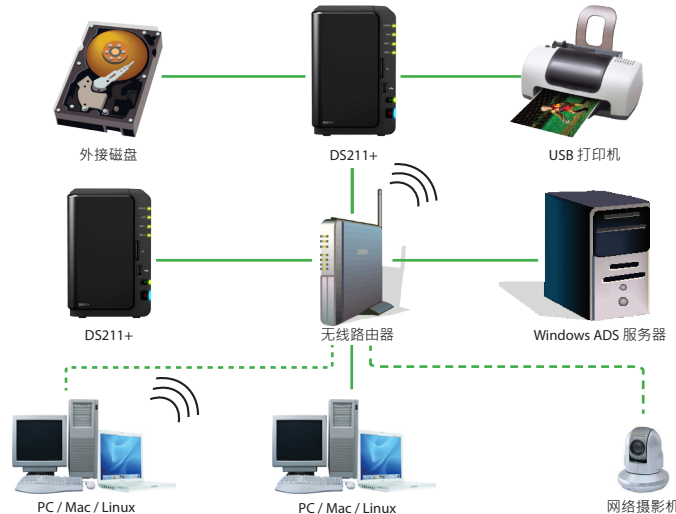 外接磁盘
DS211+
USB 打印机
DS211+
无线路由器
Windows ADS 服务器
PC / Mac / Linux
PC / Mac / Linux
网络摄影机